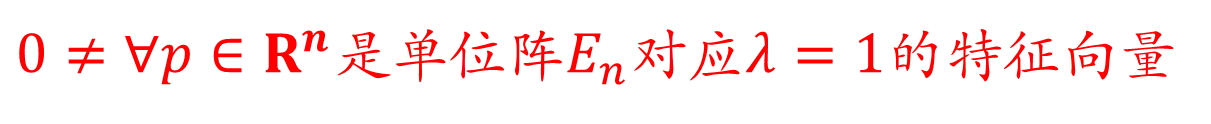 0 ≠ ∀p ∈ Rⁿ是单位阵Eₙ对应λ = 1的特征向量